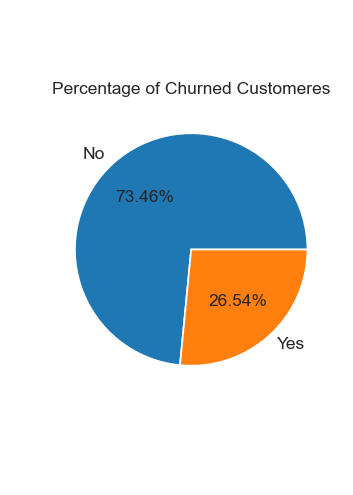 Percentage of Churned Customeres
No
73.46%
26.54%
Yes